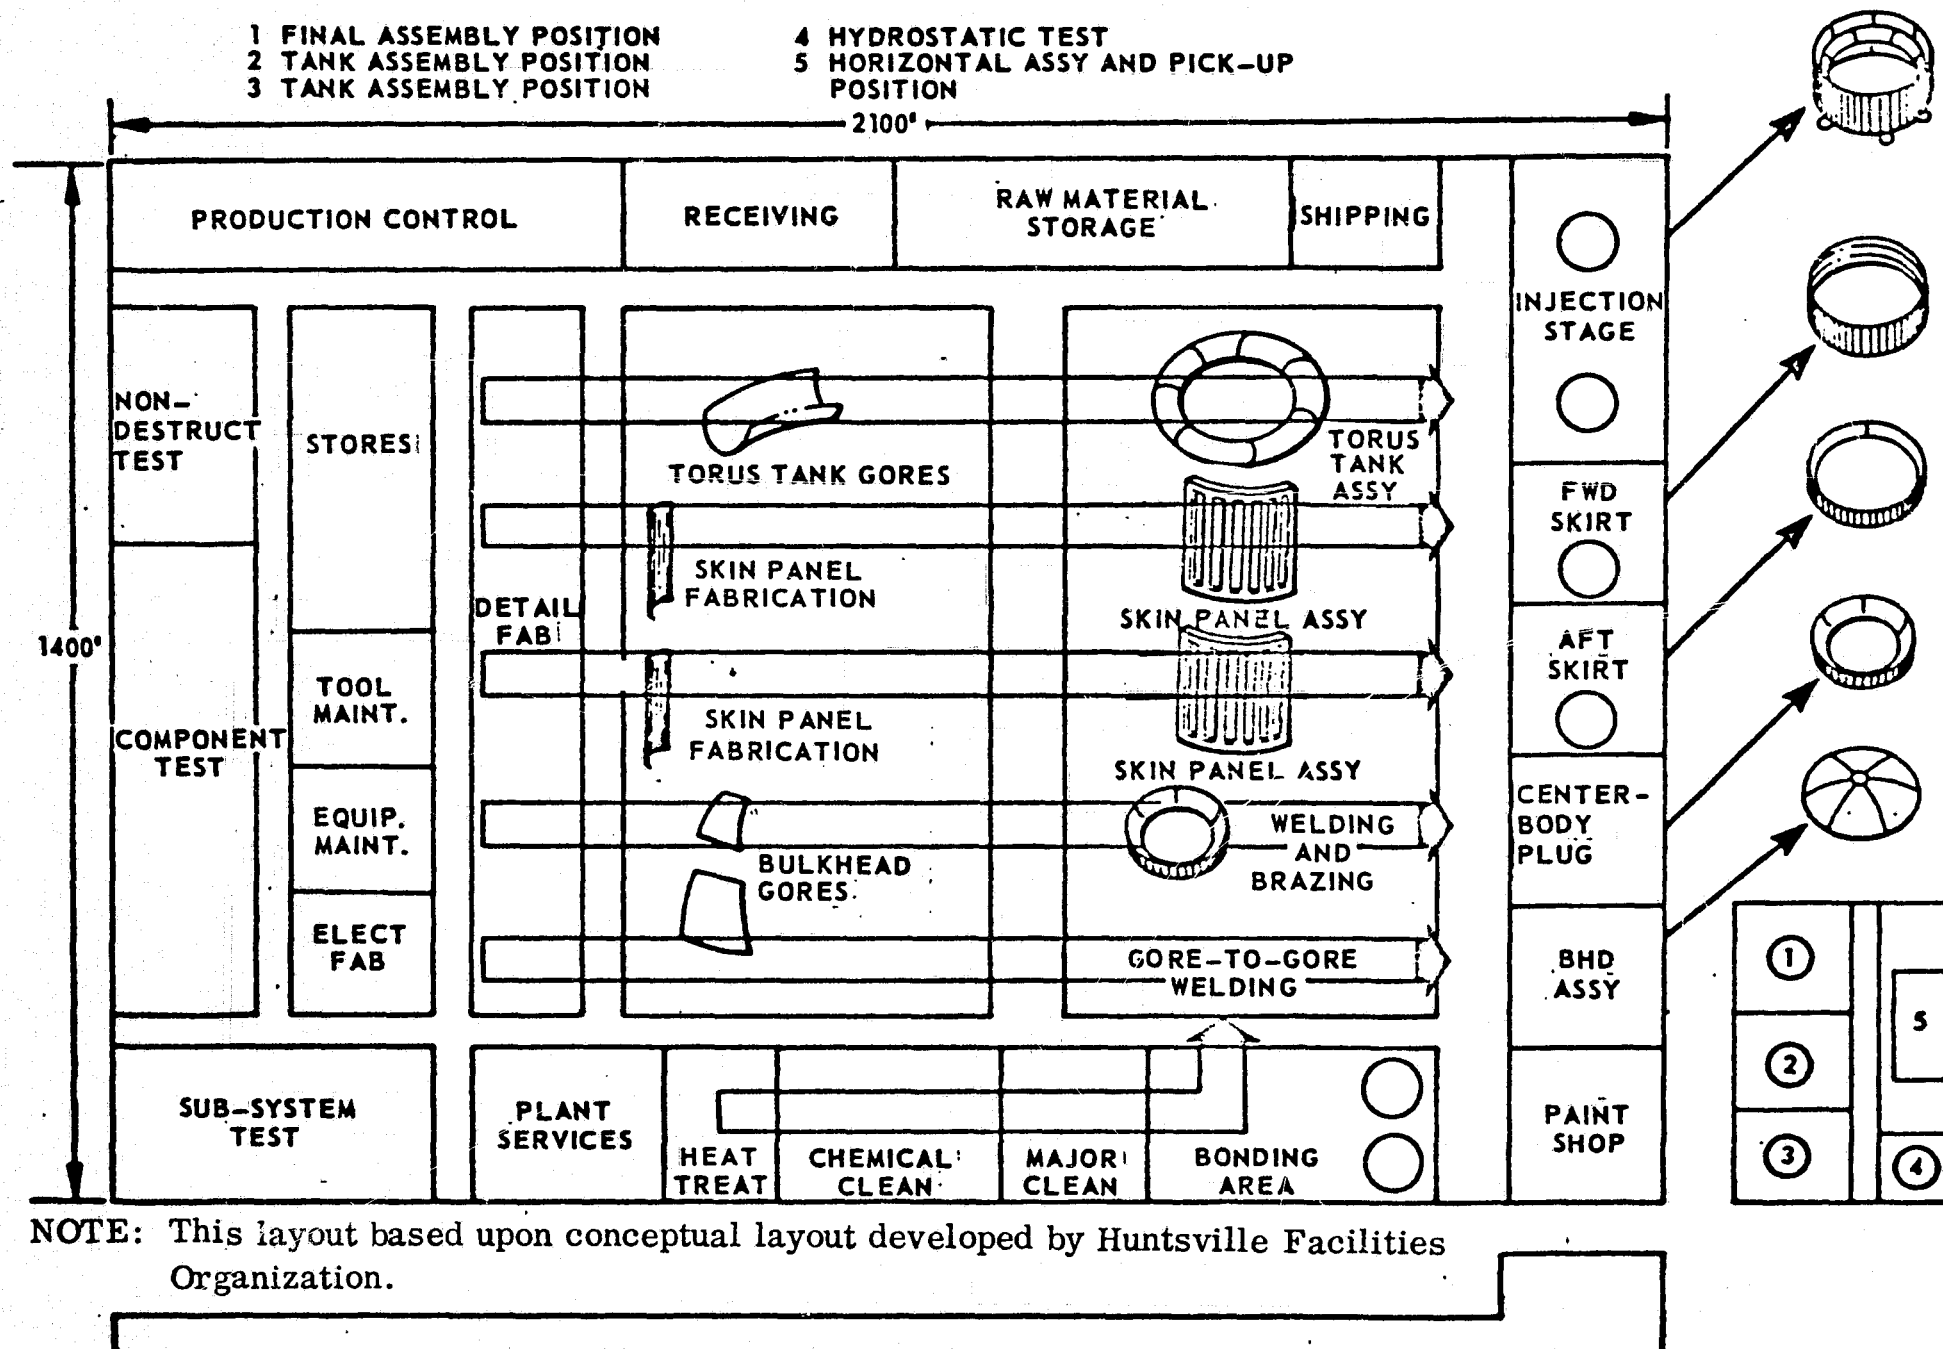 1 FINAL ASSEMBLY POSITION
2 TANK ASSEMBLY POSITION
3 TANK ASSEMBLY POSITION
4 HYDROSTATIC TEST
5 HORIZONTAL ASSY AND PICK-UP
POSITION
2100'
1400'
PRODUCTION CONTROL
RECEIVING
RAW MATERIAL
STORAGE
SHIPPING
NON-
DESTRUCT
TEST
COMPONENT
TEST
STORES
TOOL
MAINT.
EQUIP.
MAINT.
ELECT
FAB
DETAIL
FAB
TORUS TANK GORES
SKIN PANEL
FABRICATION
SKIN PANEL
FABRICATION
BULKHEAD
GORES
TORUS
TANK
ASSY
SKIN PANEL ASSY
SKIN PANEL ASSY
WELDING
AND
BRAZING
GORE-TO-GORE
WELDING
INJECTION
STAGE
FWD
SKIRT
AFT
SKIRT
CENTER-
BODY
PLUG
BHD
ASSY
PAINT
SHOP
SUB-SYSTEM
TEST
PLANT
SERVICES
HEAT
TREAT
CHEMICAL
CLEAN
MAJOR
CLEAN
BONDING
AREA
1
2
3
5
4
NOTE: This layout based upon conceptual layout developed by Huntsville Facilities
Organization.